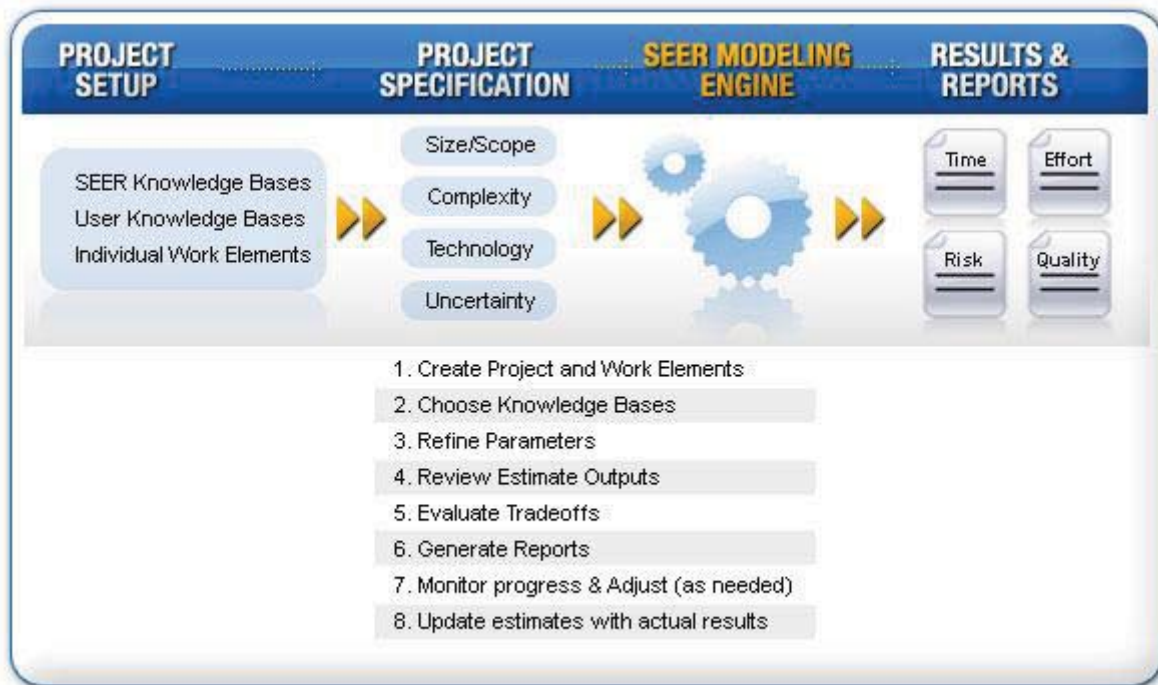 PROJECT
SETUP
PROJECT
SPECIFICATION
SEER MODELING
ENGINE
RESULTS &
REPORTS
SEER Knowledge Bases
User Knowledge Bases
Individual Work Elements
Size/Scope
Complexity
Technology
Uncertainty
Time
Effort
Risk
Quality
1. Create Project and Work Elements
2. Choose Knowledge Bases
3. Refine Parameters
4. Review Estimate Outputs
5. Evaluate Tradeoffs
6. Generate Reports
7. Monitor progress & Adjust (as needed)
8. Update estimates with actual results